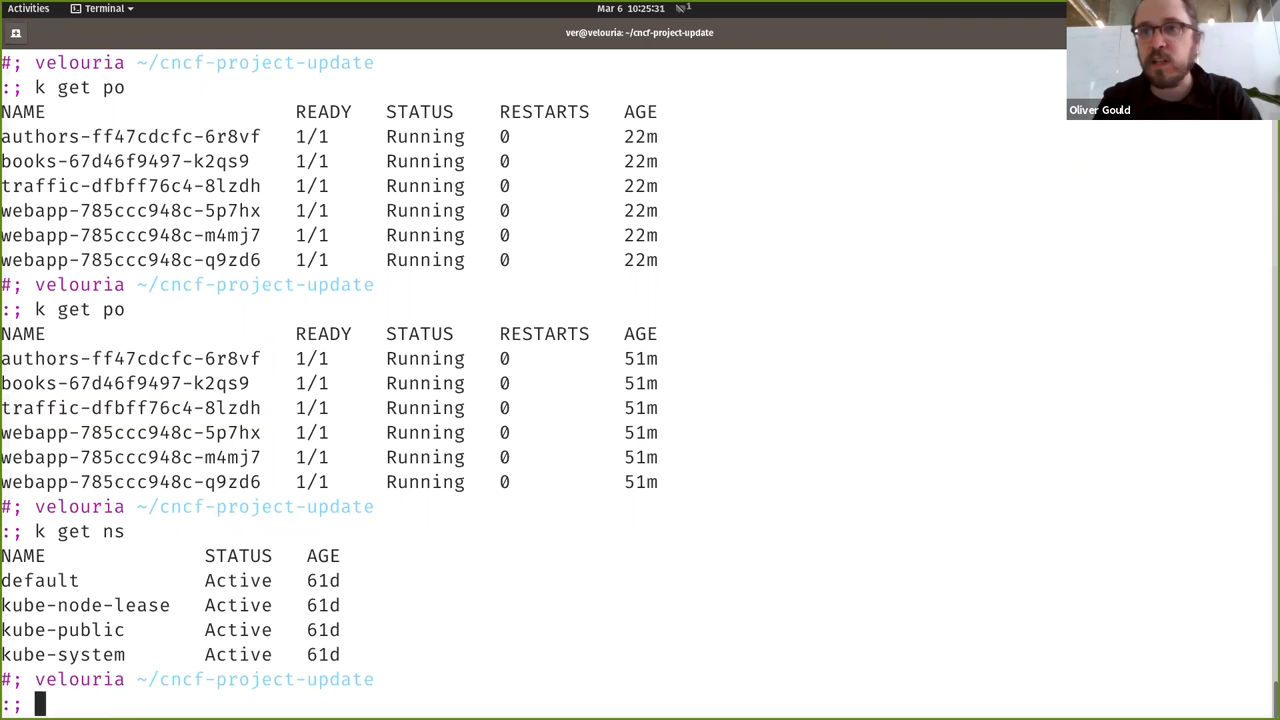 Activities
Terminal
Mar 6 10:25:31
1
ver@velouria: ~/cncf-project-update
Oliver Gould
#; velouria ~/cncf-project-update
:; k get po
NAME READY STATUS RESTARTS AGE
authors-ff47cdcfc-6r8vf 1/1 Running 0 22m
books-67d46f9497-k2qs9 1/1 Running 0 22m
traffic-dfbff76c4-8lzdh 1/1 Running 0 22m
webapp-785ccc948c-5p7hx 1/1 Running 0 22m
webapp-785ccc948c-m4mj7 1/1 Running 0 22m
webapp-785ccc948c-q9zd6 1/1 Running 0 22m
#; velouria ~/cncf-project-update
:; k get po
NAME READY STATUS RESTARTS AGE
authors-ff47cdcfc-6r8vf 1/1 Running 0 51m
books-67d46f9497-k2qs9 1/1 Running 0 51m
traffic-dfbff76c4-8lzdh 1/1 Running 0 51m
webapp-785ccc948c-5p7hx 1/1 Running 0 51m
webapp-785ccc948c-m4mj7 1/1 Running 0 51m
webapp-785ccc948c-q9zd6 1/1 Running 0 51m
#; velouria ~/cncf-project-update
:; k get ns
NAME STATUS AGE
default Active 61d
kube-node-lease Active 61d
kube-public Active 61d
kube-system Active 61d
#; velouria ~/cncf-project-update
:;